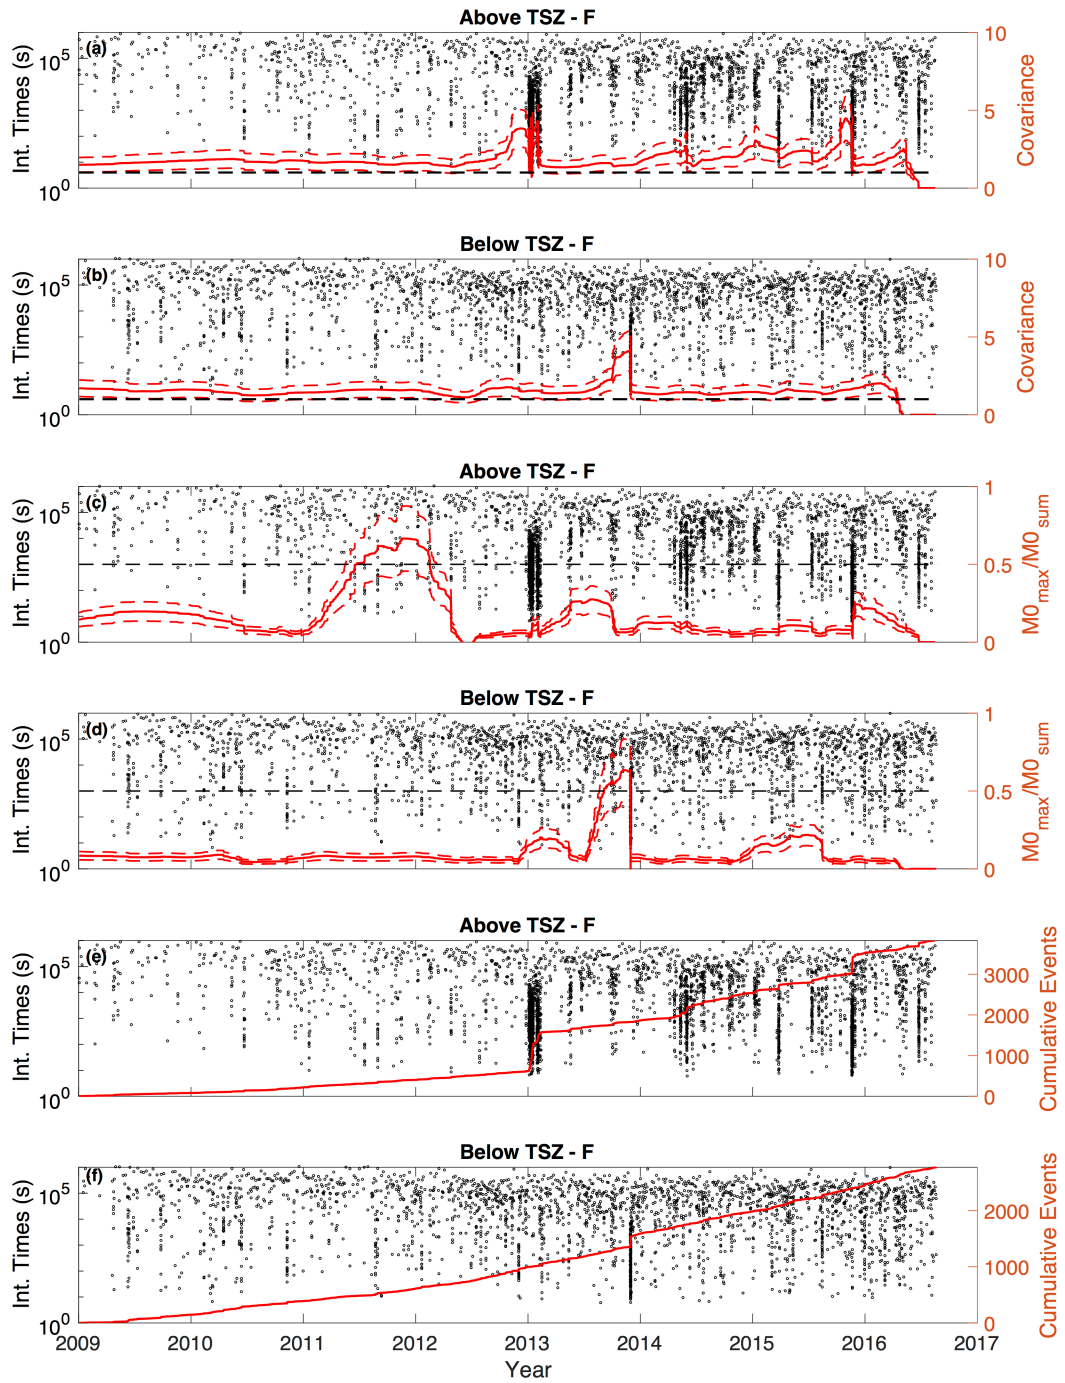 Above TSZ - F
(a)
Int. Times (s)
10^5
10^0
10
5
0
Covariance
Below TSZ - F
(b)
Int. Times (s)
10^5
10^0
10
5
0
Covariance
Above TSZ - F
(c)
Int. Times (s)
10^5
10^0
1
0.5
0
M0_max/M0_sum
Below TSZ - F
(d)
Int. Times (s)
10^5
10^0
1
0.5
0
M0_max/M0_sum
Above TSZ - F
(e)
Int. Times (s)
10^5
10^0
3000
2000
1000
0
Cumulative Events
Below TSZ - F
(f)
Int. Times (s)
10^5
10^0
2000
1000
0
Cumulative Events
2009 2010 2011 2012 2013 2014 2015 2016 2017
Year